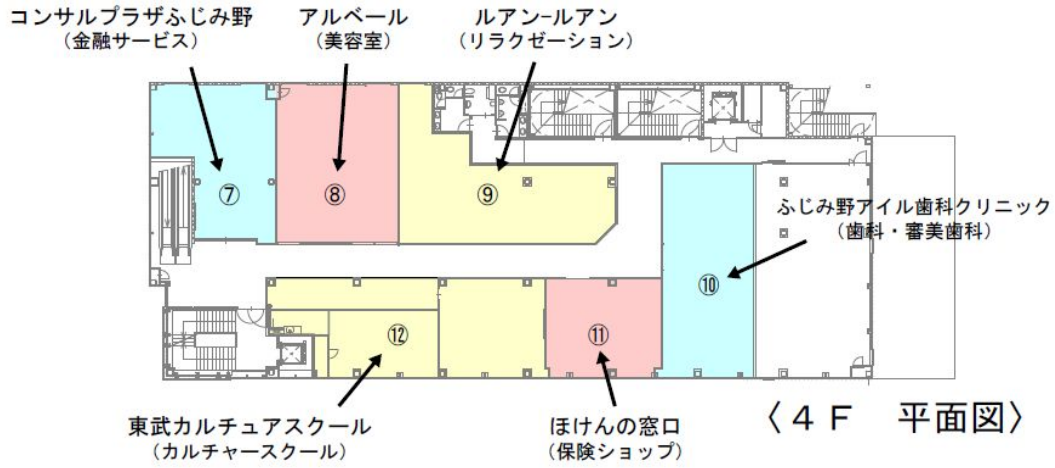 コンサルプラザふじみ野
（金融サービス）
アルベール
（美容室）
ルアン-ルアン
（リラクゼーション）
⑦
⑧
⑨
ふじみ野アイル歯科クリニック
（歯科・審美歯科）
⑩
⑫
⑪
東武カルチュアスクール
（カルチャースクール）
ほけんの窓口
（保険ショップ）
〈４Ｆ　平面図〉